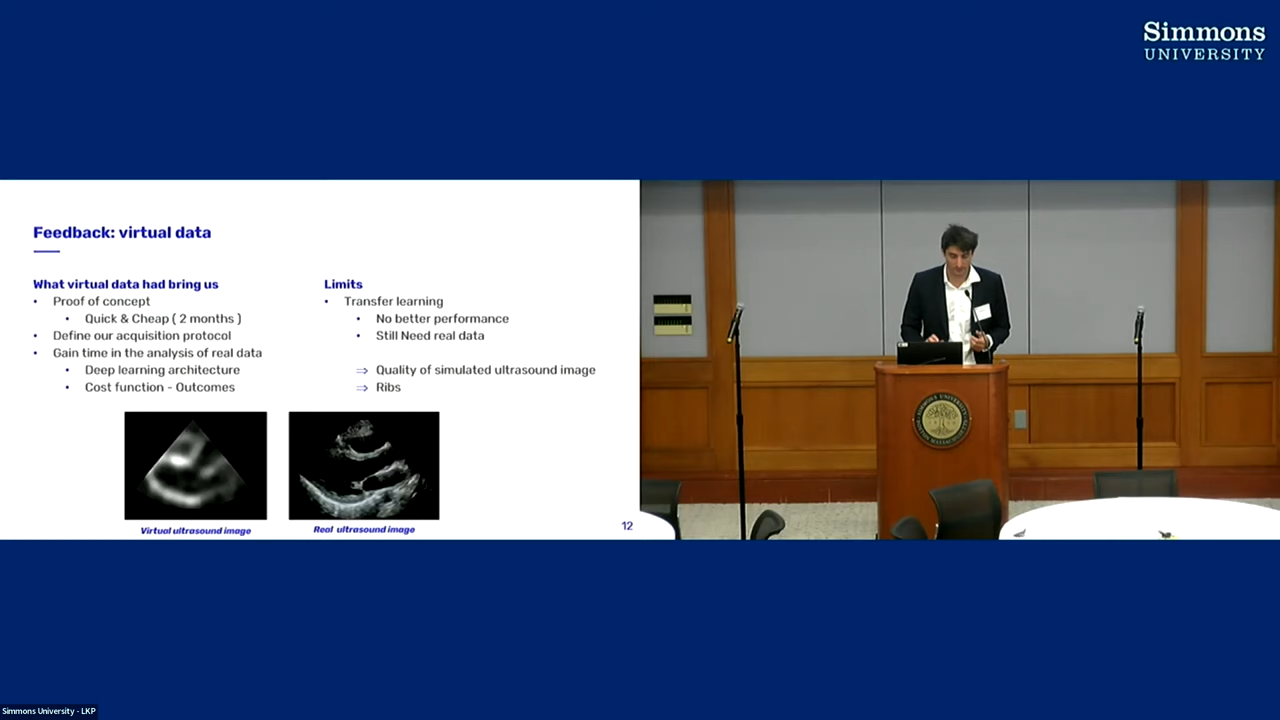 Simmons
UNIVERSITY
Feedback: virtual data
What virtual data had bring us
• Proof of concept
• Quick & Cheap ( 2 months )
• Define our acquisition protocol
• Gain time in the analysis of real data
• Deep learning architecture
• Cost function - Outcomes
Limits
• Transfer learning
• No better performance
• Still Need real data
⇒ Quality of simulated ultrasound image
⇒ Ribs
Virtual ultrasound image
Real ultrasound image
12
Simmons University - LKP